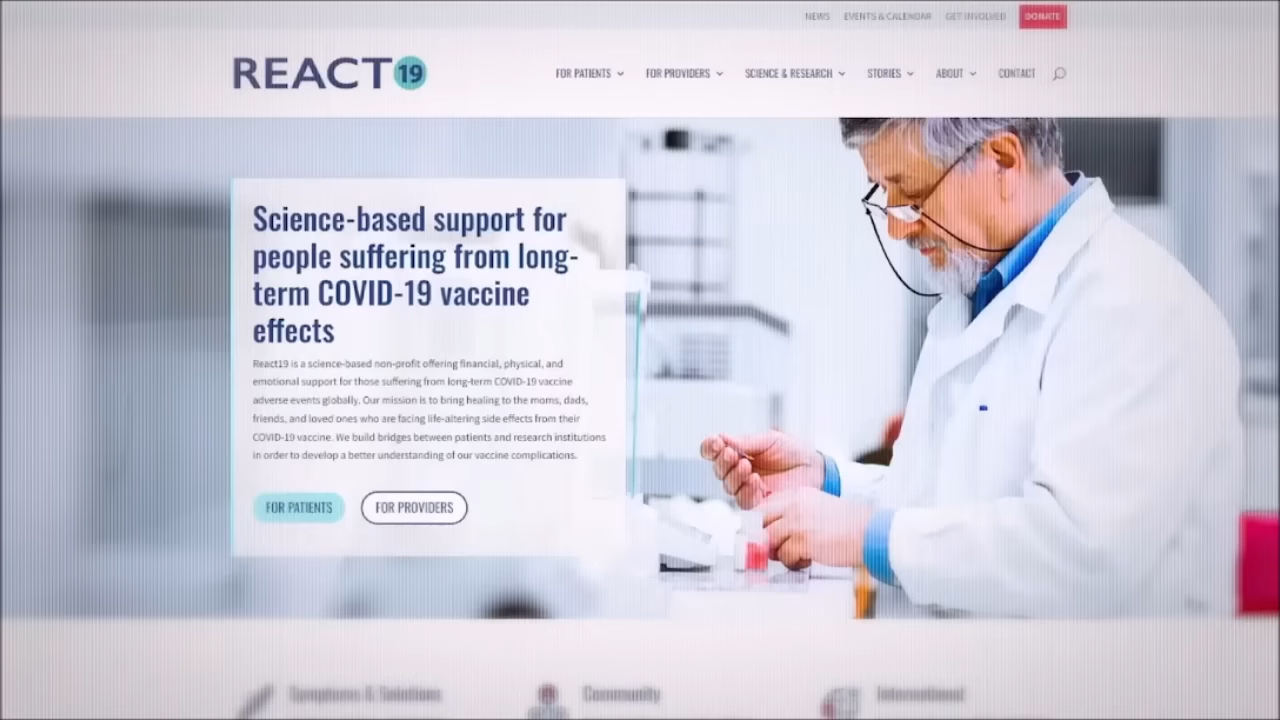 NEWS EVENTS & CALENDAR GET INVOLVED DONATE
REACT19
FOR PATIENTS FOR PROVIDERS SCIENCE & RESEARCH STORIES ABOUT CONTACT
Science-based support for
people suffering from long-
term COVID-19 vaccine
effects
React19 is a science-based non-profit offering financial, physical, and
emotional support for those suffering from long-term COVID-19 vaccine
adverse events globally. Our mission is to bring healing to the moms, dads,
friends, and loved ones who are facing life-altering side effects from their
COVID-19 vaccine. We build bridges between patients and research institutions
in order to develop a better understanding of our vaccine complications.
FOR PATIENTS FOR PROVIDERS
Symptoms & Solutions Community International